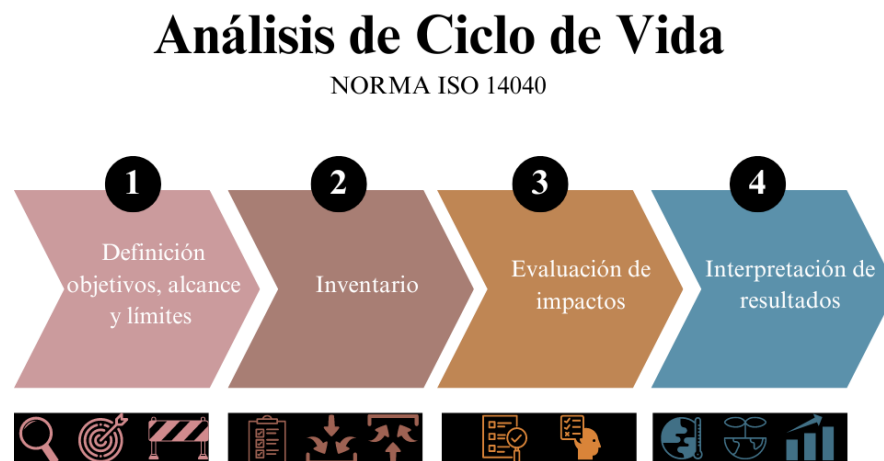 Análisis de Ciclo de Vida
NORMA ISO 14040
1
Definición
objetivos, alcance
y límites
2
Inventario
3
Evaluación de
impactos
4
Interpretación de
resultados